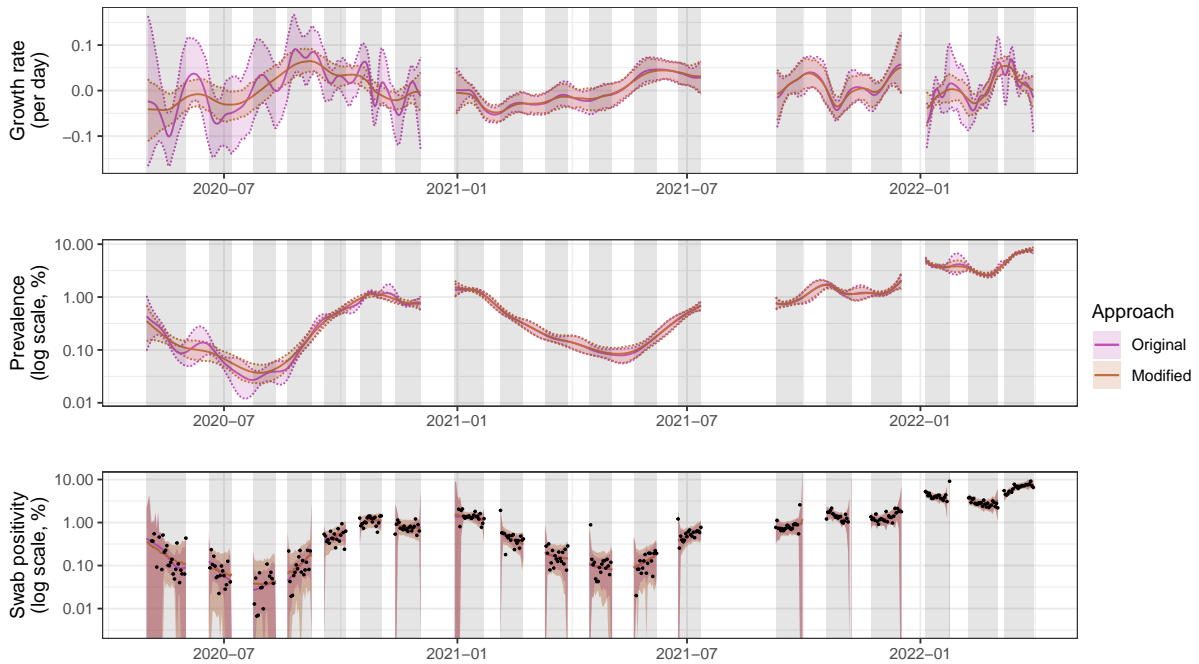 Growth rate
(per day)
0.1
0.0
−0.1
2020−07
2021−01
2021−07
2022−01
Prevalence
(log scale, %)
10.00
1.00
0.10
0.01
2020−07
2021−01
2021−07
2022−01
Approach
Original
Modified
Swab positivity
(log scale, %)
10.00
1.00
0.10
0.01
2020−07
2021−01
2021−07
2022−01